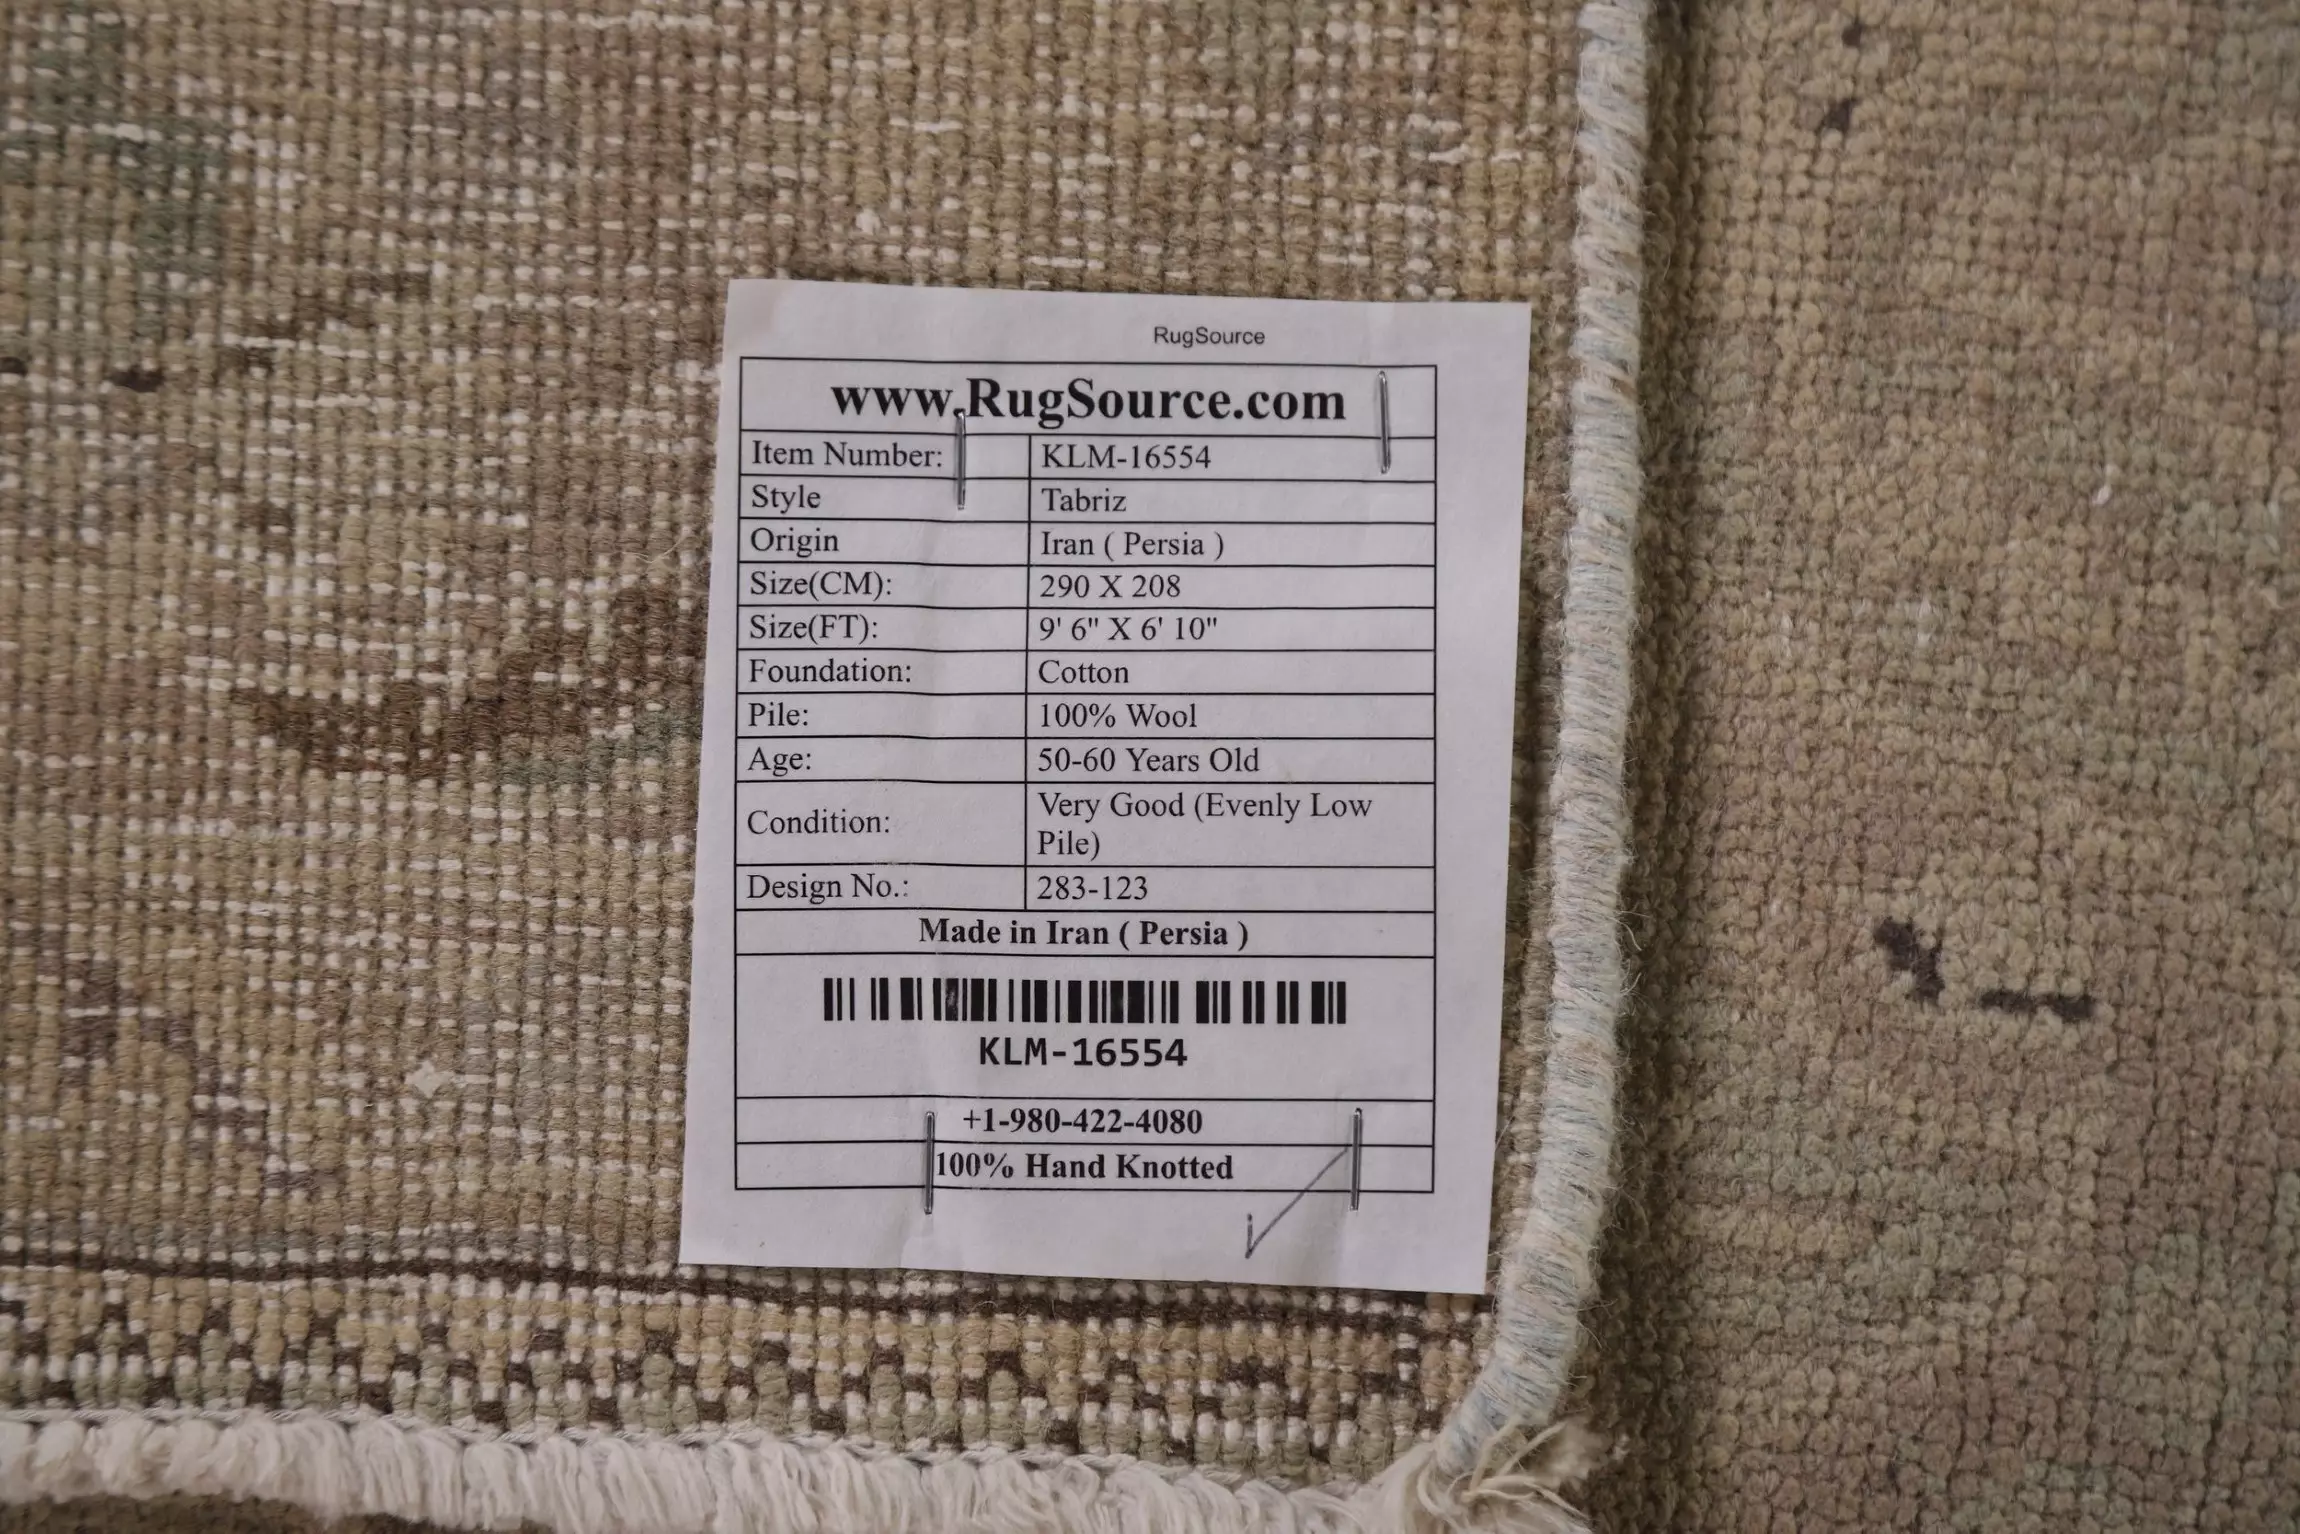 RugSource
www.RugSource.com
Item Number: KLM-16554
Style Tabriz
Origin Iran ( Persia )
Size(CM): 290 X 208
Size(FT): 9' 6" X 6' 10"
Foundation: Cotton
Pile: 100% Wool
Age: 50-60 Years Old
Condition: Very Good (Evenly Low
Pile)
Design No.: 283-123
Made in Iran ( Persia )
KLM-16554
+1-980-422-4080
100% Hand Knotted